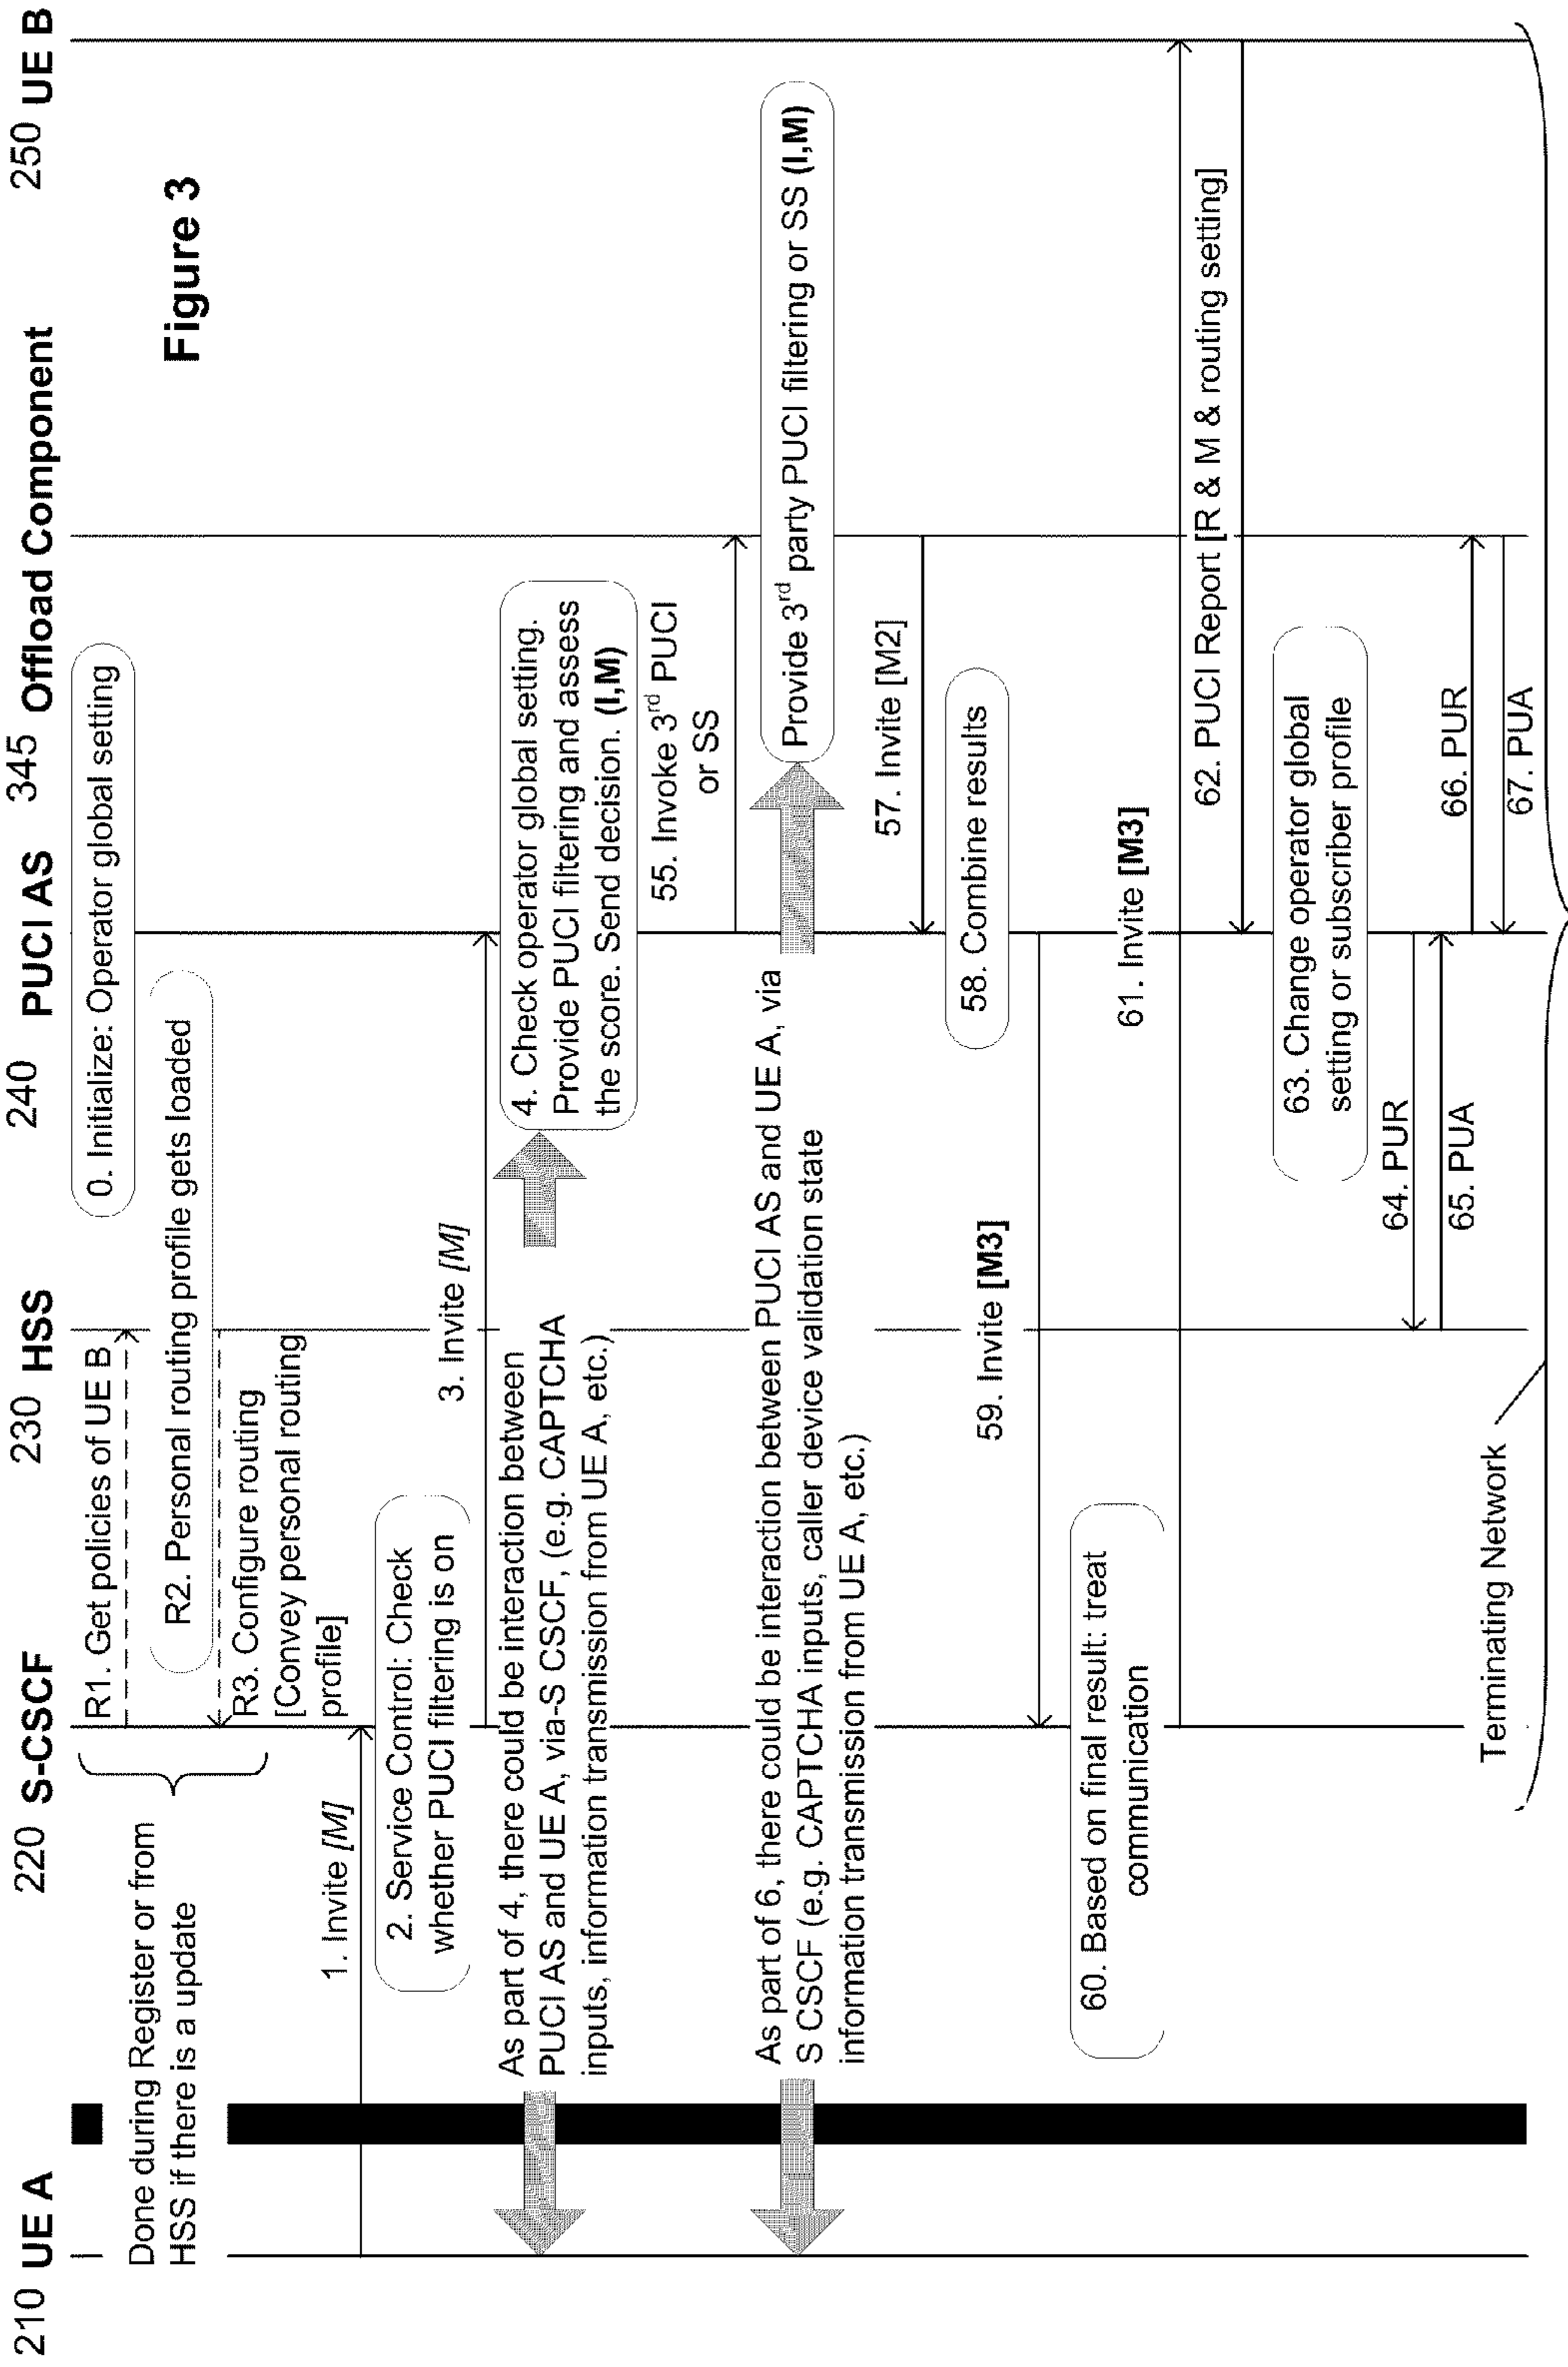 210 UE A
220 S-CSCF
230 HSS
240 PUCI AS
345 Offload Component
250 UE B
Figure 3
0. Initialize: Operator global setting
Done during Register or from
HSS if there is a update
R1. Get policies of UE B
R2. Personal routing profile gets loaded
R3. Configure routing
[Convey personal routing
profile]
1. Invite [M]
2. Service Control: Check
whether PUCI filtering is on
3. Invite [M]
As part of 4, there could be interaction between
PUCI AS and UE A, via-S CSCF, (e.g. CAPTCHA
inputs, information transmission from UE A, etc.)
4. Check operator global setting.
Provide PUCI filtering and assess
the score. Send decision. (I,M)
55. Invoke 3rd PUCI
or SS
As part of 6, there could be interaction between PUCI AS and UE A, via
S CSCF (e.g. CAPTCHA inputs, caller device validation state
information transmission from UE A, etc.)
Provide 3rd party PUCI filtering or SS (I,M)
57. Invite [M2]
58. Combine results
59. Invite [M3]
60. Based on final result: treat
communication
61. Invite [M3]
62. PUCI Report [R & M & routing setting]
63. Change operator global
setting or subscriber profile
64. PUR
65. PUA
66. PUR
67. PUA
Terminating Network